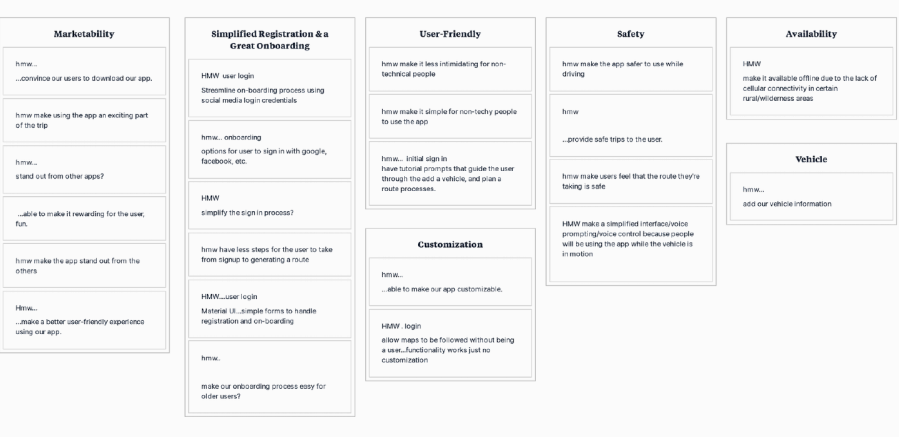 Marketability
hmw...
...convince our users to download our app.
hmw make using the app an exciting part
of the trip
hmw...
stand out from other apps?
...able to make it rewarding for the user,
fun.
hmw make the app stand out from the
others
Hmw...
...make a better user-friendly experience
using our app.
Simplified Registration & a
Great Onboarding
HMW user login
Streamline on-boarding process using
social media login credentials
hmw... onboarding
options for user to sign in with google,
facebook, etc.
HMW
simplify the sign in process?
hmw have less steps for the user to take
from signup to generating a route
HMW....user login
Material UI...simple forms to handle
registration and on-boarding
hmw..
make our onboarding process easy for
older users?
User-Friendly
hmw make it less intimidating for non-
technical people
hmw make it simple for non-techy people
to use the app
hmw... initial sign in
have tutorial prompts that guide the user
through the add a vehicle, and plan a
route processes.
Customization
hmw...
...able to make our app customizable.
HMW . login
allow maps to be followed without being
a user...functionality works just no
customization
Safety
hmw make the app safer to use while
driving
hmw
...provide safe trips to the user.
hmw make users feel that the route they're
taking is safe
HMW make a simplified interface/voice
prompting/voice control because people
will be using the app while the vehicle is
in motion
Availability
HMW
make it available offline due to the lack of
cellular connectivity in certain
rural/wilderness areas
Vehicle
hmw...
add our vehicle information